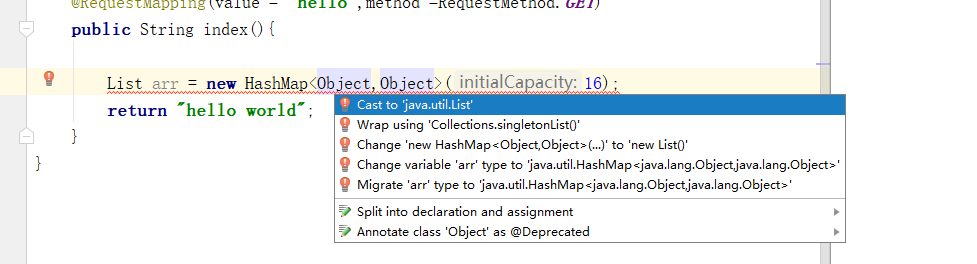 @RequestMapping(value = "hello",method =RequestMethod.GET)
public String index(){
List arr = new HashMap<Object,Object>( initialCapacity: 16);
return "hello world";
}
}
Cast to 'java.util.List'
Wrap using 'Collections.singletonList()'
Change 'new HashMap<Object,Object>(...)' to 'new List()'
Change variable 'arr' type to 'java.util.HashMap<java.lang.Object,java.lang.Object>'
Migrate 'arr' type to 'java.util.HashMap<java.lang.Object,java.lang.Object>'
Split into declaration and assignment
Annotate class 'Object' as @Deprecated